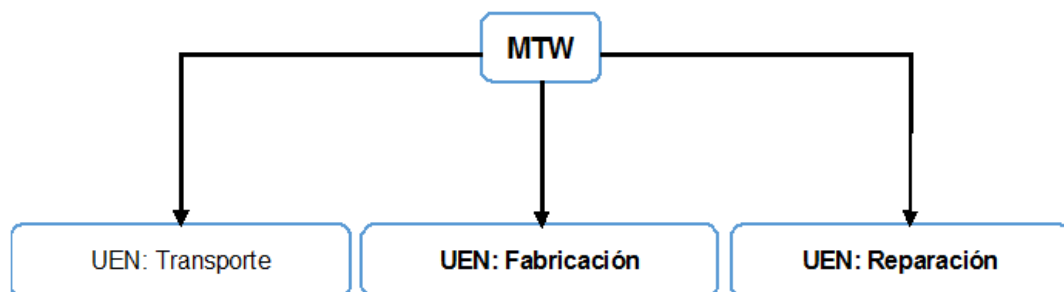 MTW
UEN: Transporte
UEN: Fabricación
UEN: Reparación